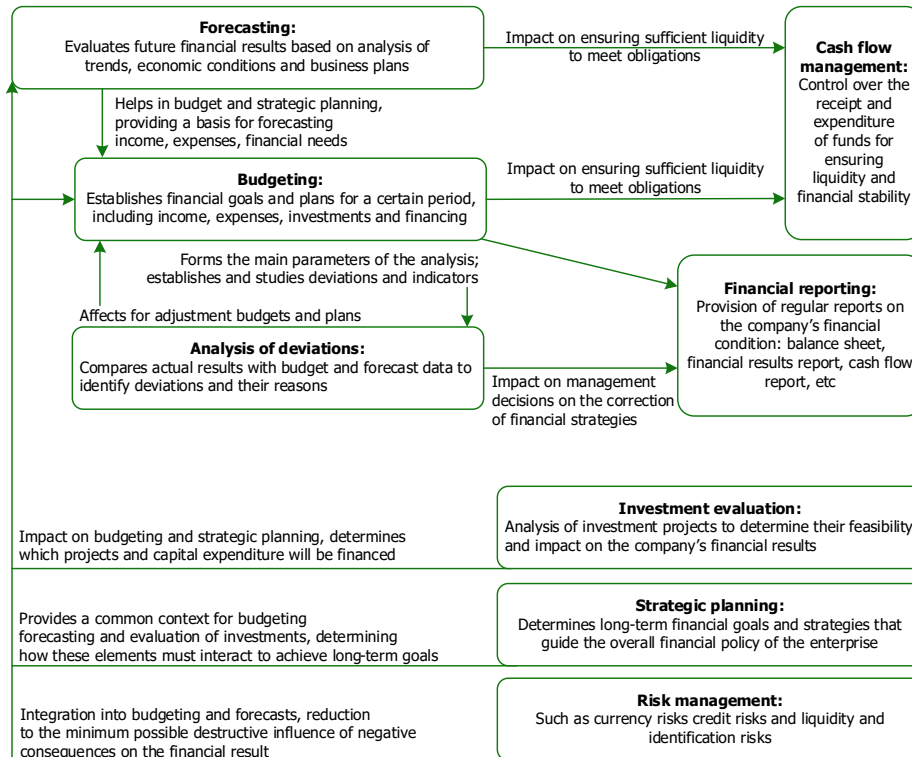 Forecasting:
Evaluates future financial results based on analysis of
trends, economic conditions and business plans
Impact on ensuring sufficient liquidity
to meet obligations
Cash flow
management:
Control over the
receipt and
expenditure
of funds for
ensuring
liquidity and
financial stability
Helps in budget and strategic planning,
providing a basis for forecasting
income, expenses, financial needs
Budgeting:
Establishes financial goals and plans for a certain period,
including income, expenses, investments and financing
Impact on ensuring sufficient liquidity
to meet obligations
Forms the main parameters of the analysis;
establishes and studies deviations and indicators
Affects for adjustment budgets and plans
Financial reporting:
Provision of regular reports on
the company’s financial
condition: balance sheet,
financial results report, cash flow
report, etc
Analysis of deviations:
Compares actual results with budget and forecast data to
identify deviations and their reasons
Impact on management
decisions on the correction
of financial strategies
Investment evaluation:
Analysis of investment projects to determine their feasibility
and impact on the company’s financial results
Impact on budgeting and strategic planning, determines
which projects and capital expenditure will be financed
Strategic planning:
Determines long-term financial goals and strategies that
guide the overall financial policy of the enterprise
Provides a common context for budgeting
forecasting and evaluation of investments, determining
how these elements must interact to achieve long-term goals
Risk management:
Such as currency risks credit risks and liquidity and
identification risks
Integration into budgeting and forecasts, reduction
to the minimum possible destructive influence of negative
consequences on the financial result